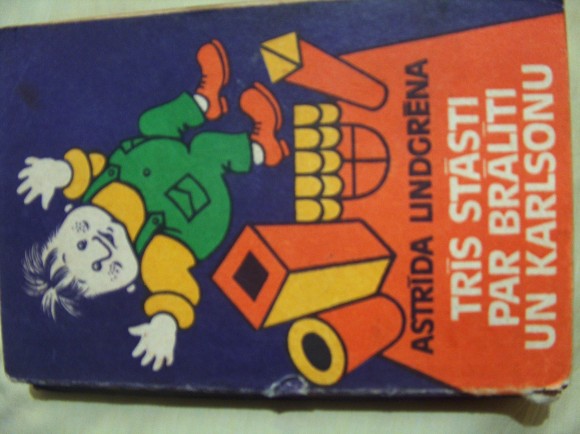 ASTRĪDA LINDGRĒNA
TRĪS STĀSTI
PAR BRĀLĪTI
UN KARLSONU